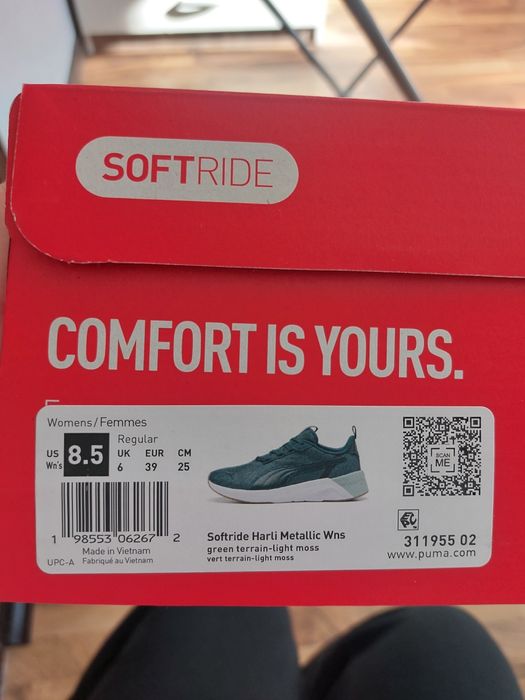 SOFTRIDE
COMFORT IS YOURS.
Womens/Femmes
Regular
US Wn's 8.5 UK 6 EUR 39 CM 25
SCAN ME
1 98553 06267 2
Made in Vietnam
UPC-A Fabriqué au Vietnam
Softride Harli Metallic Wns
green terrain-light moss
vert terrain-light moss
311955 02
www.puma.com